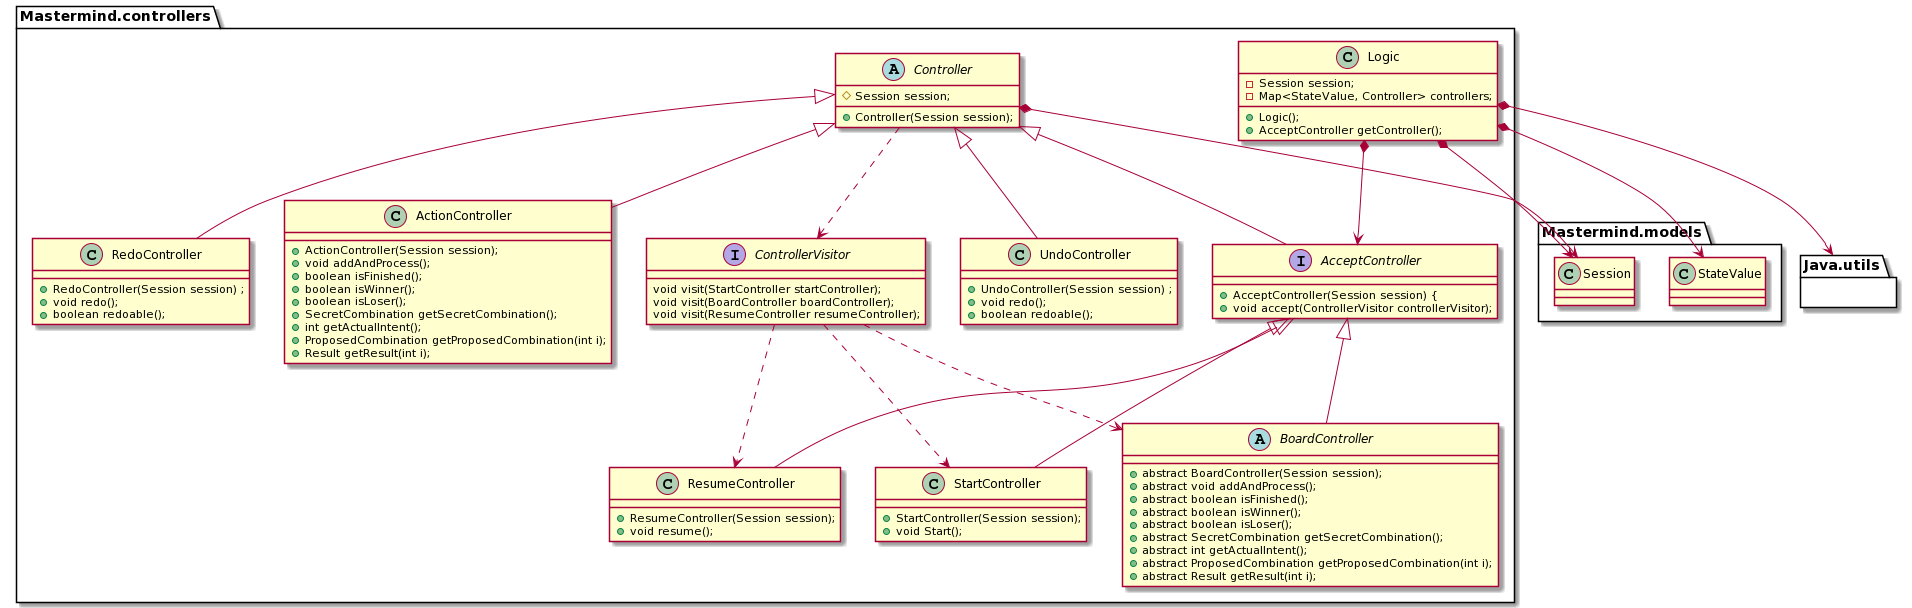 Mastermind.controllers
A Controller
Session session;
Controller(Session session);
C Logic
Session session;
Map<StateValue, Controller> controllers;
Logic();
AcceptController getController();
C RedoController
RedoController(Session session) ;
void redo();
boolean redoable();
C ActionController
ActionController(Session session);
void addAndProcess();
boolean isFinished();
boolean isWinner();
boolean isLoser();
SecretCombination getSecretCombination();
int getActualIntent();
ProposedCombination getProposedCombination(int i);
Result getResult(int i);
I ControllerVisitor
void visit(StartController startController);
void visit(BoardController boardController);
void visit(ResumeController resumeController);
C UndoController
UndoController(Session session) ;
void redo();
boolean redoable();
I AcceptController
AcceptController(Session session) {
void accept(ControllerVisitor controllerVisitor);
Mastermind.models
C Session
C StateValue
Java.utils
C ResumeController
ResumeController(Session session);
void resume();
C StartController
StartController(Session session);
void Start();
A BoardController
abstract BoardController(Session session);
abstract void addAndProcess();
abstract boolean isFinished();
abstract boolean isWinner();
abstract boolean isLoser();
abstract SecretCombination getSecretCombination();
abstract int getActualIntent();
abstract ProposedCombination getProposedCombination(int i);
abstract Result getResult(int i);